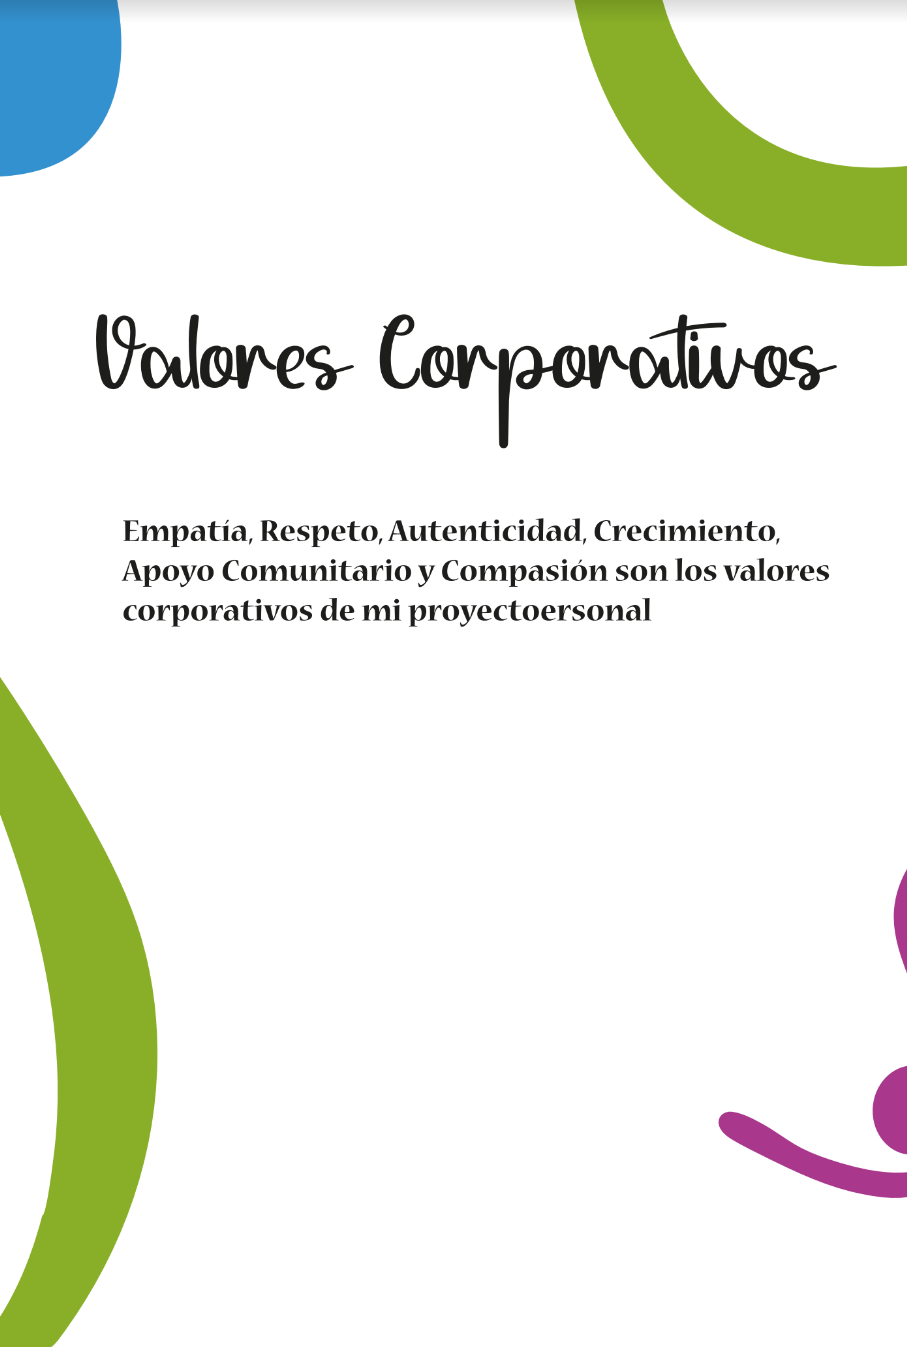 Valores Corporativos
Empatía, Respeto, Autenticidad, Crecimiento,
Apoyo Comunitario y Compasión son los valores
corporativos de mi proyectoersonal